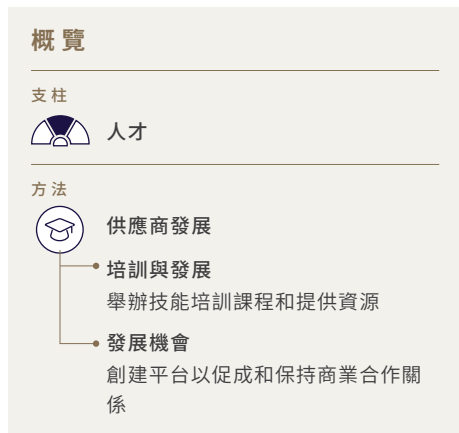 概覽
支柱
人才
方法
供應商發展
培訓與發展
舉辦技能培訓課程和提供資源
發展機會
創建平台以促成和保持商業合作關
係